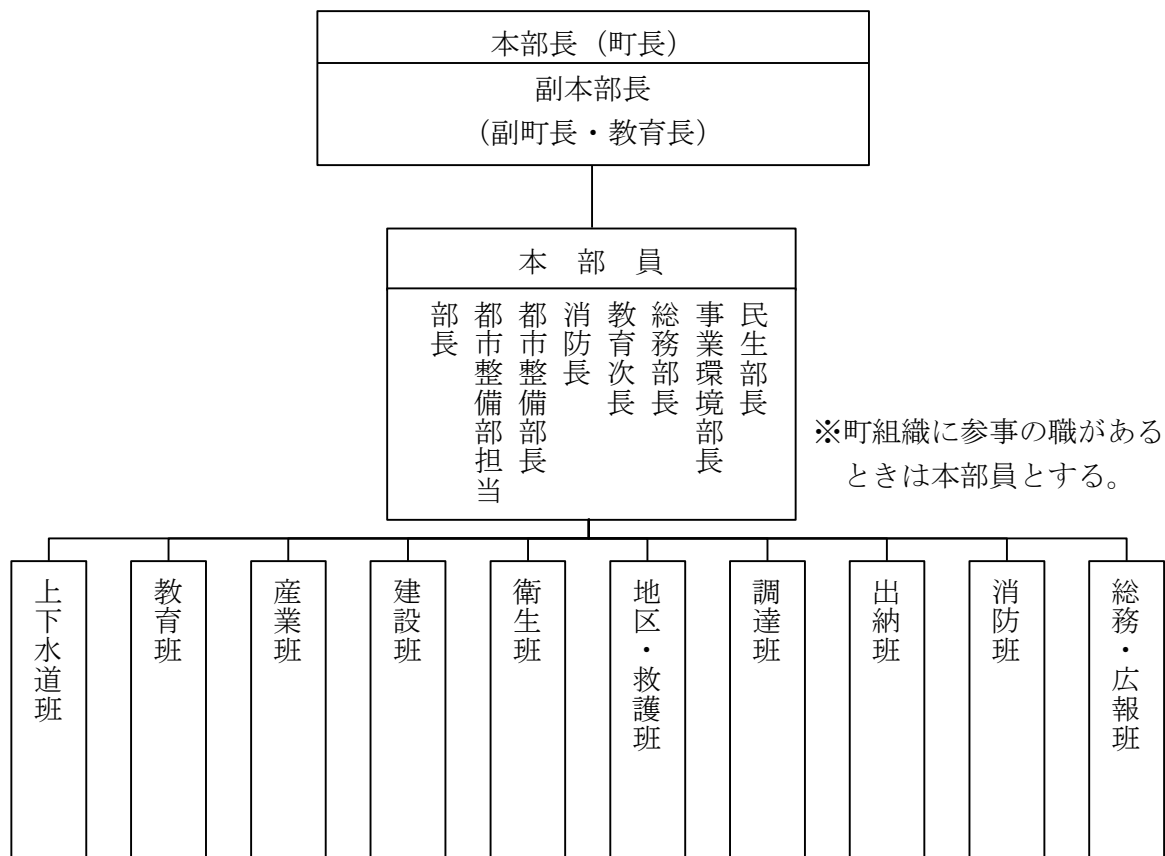 本部長（町長）
副本部長
（副町長・教育長）
本　部　員
民生部長
事業環境部長
総務部長
教育次長
消防長
都市整備部長
都市整備部担当
部長
※町組織に参事の職がある
ときは本部員とする。
総務・広報班
消防班
出納班
調達班
地区・救護班
衛生班
建設班
産業班
教育班
上下水道班